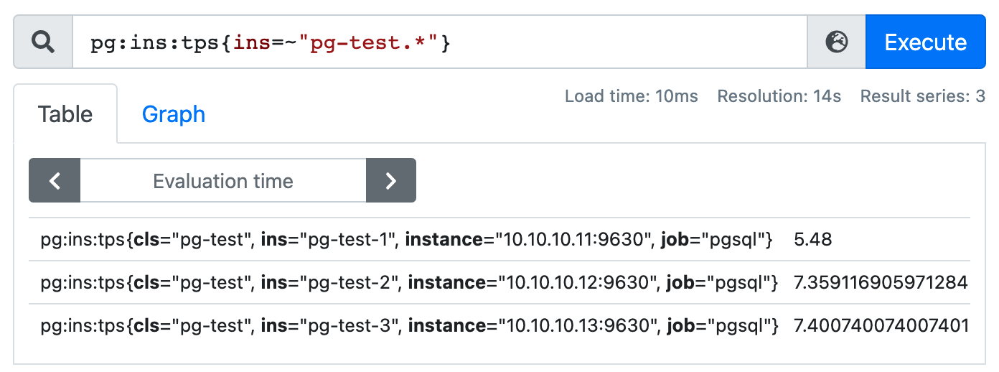 pg:ins:tps{ins=~"pg-test.*"} Execute
Load time: 10ms Resolution: 14s Result series: 3
Table Graph
Evaluation time
pg:ins:tps{cls="pg-test", ins="pg-test-1", instance="10.10.10.11:9630", job="pgsql"} 5.48
pg:ins:tps{cls="pg-test", ins="pg-test-2", instance="10.10.10.12:9630", job="pgsql"} 7.359116905971284
pg:ins:tps{cls="pg-test", ins="pg-test-3", instance="10.10.10.13:9630", job="pgsql"} 7.400740074007401